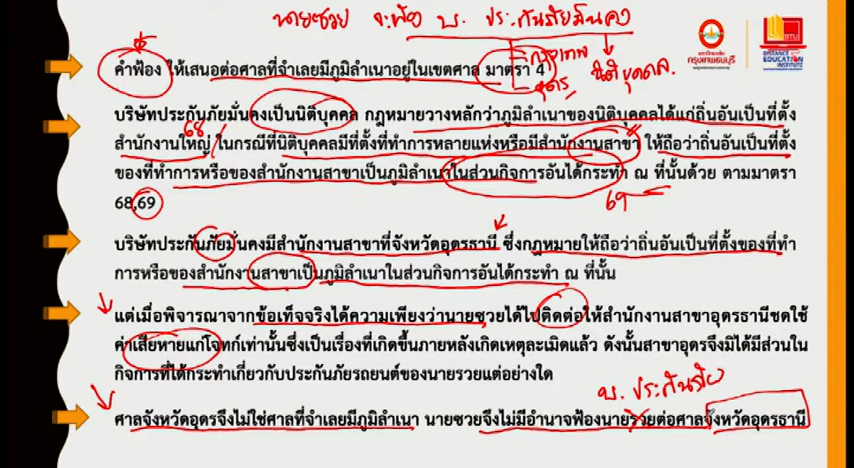 นายซวย จะฟ้อง บ. ประกันภัยมั่นคง
กรุงเทพ
อุดร
นิติบุคคล
มหาวิทยาลัย
กรุงเทพธนบุรี
BTU
DISTANCE
EDUCATION
INSTITUTE
คำฟ้อง ให้เสนอต่อศาลที่จำเลยมีภูมิลำเนาอยู่ในเขตศาล มาตรา 4
บริษัทประกันภัยมั่นคงเป็นนิติบุคคล กฎหมายวางหลักว่าภูมิลำเนาของนิติบุคคลได้แก่ถิ่นอันเป็นที่ตั้ง
68
สำนักงานใหญ่ ในกรณีที่นิติบุคคลมีที่ตั้งที่ทำการหลายแห่งหรือมีสำนักงานสาขา ให้ถือว่าถิ่นอันเป็นที่ตั้ง
ของที่ทำการหรือของสำนักงานสาขาเป็นภูมิลำเนาในส่วนกิจการอันได้กระทำ ณ ที่นั้นด้วย ตามมาตรา
68,69
69
บริษัทประกันภัยมั่นคงมีสำนักงานสาขาที่จังหวัดอุดรธานี ซึ่งกฎหมายให้ถือว่าถิ่นอันเป็นที่ตั้งของที่ทำ
การหรือของสำนักงานสาขาเป็นภูมิลำเนาในส่วนกิจการอันได้กระทำ ณ ที่นั้น
แต่เมื่อพิจารณาจากข้อเท็จจริงได้ความเพียงว่านายซวยได้ไปติดต่อให้สำนักงานสาขาอุดรธานีชดใช้
ค่าเสียหายแก่โจทก์เท่านั้นซึ่งเป็นเรื่องที่เกิดขึ้นภายหลังเกิดเหตุละเมิดแล้ว ดังนั้นสาขาอุดรจึงมิได้มีส่วนใน
กิจการที่ได้กระทำเกี่ยวกับประกันภัยรถยนต์ของนายรวยแต่อย่างใด
บ. ประกันภัย
ศาลจังหวัดอุดรจึงไม่ใช่ศาลที่จำเลยมีภูมิลำเนา นายซวยจึงไม่มีอำนาจฟ้องนายรวยต่อศาลจังหวัดอุดรธานี